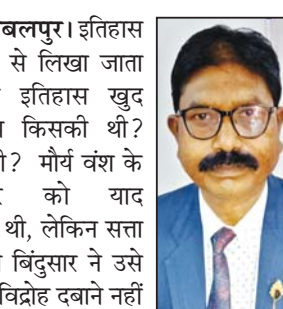 बलपुर। इतिहास
से लिखा जाता
इतिहास खुद
किसकी थी?
मौर्य वंश के
को याद
थी, लेकिन सत्ता
बिंदुसार ने उसे
विद्रोह दबाने नहीं